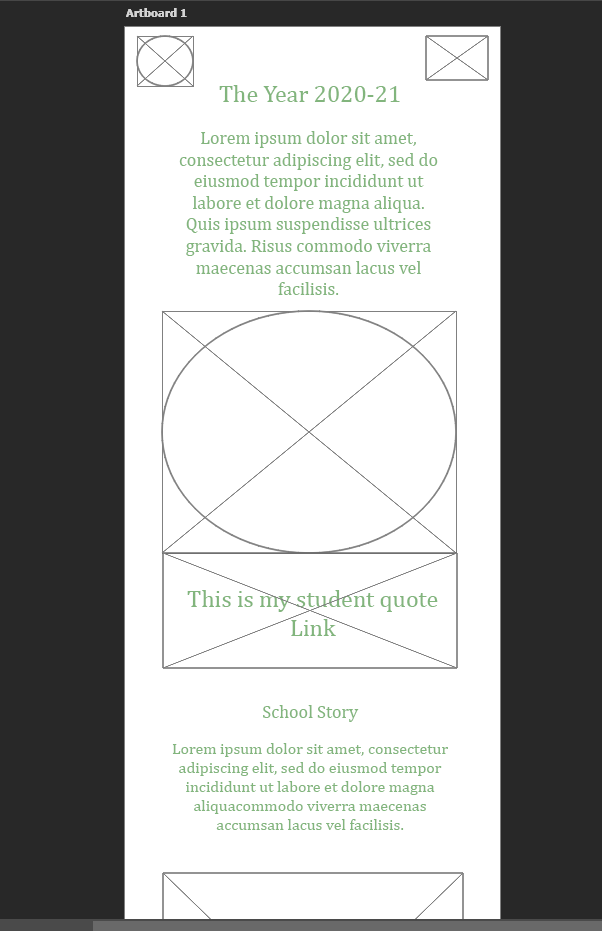 Artboard 1
The Year 2020-21
Lorem ipsum dolor sit amet,
consectetur adipiscing elit, sed do
eiusmod tempor incididunt ut
labore et dolore magna aliqua.
Quis ipsum suspendisse ultrices
gravida. Risus commodo viverra
maecenas accumsan lacus vel
facilisis.
This is my student quote
Link
School Story
Lorem ipsum dolor sit amet, consectetur
adipiscing elit, sed do eiusmod tempor
incididunt ut labore et dolore magna
aliquacommodo viverra maecenas
accumsan lacus vel facilisis.